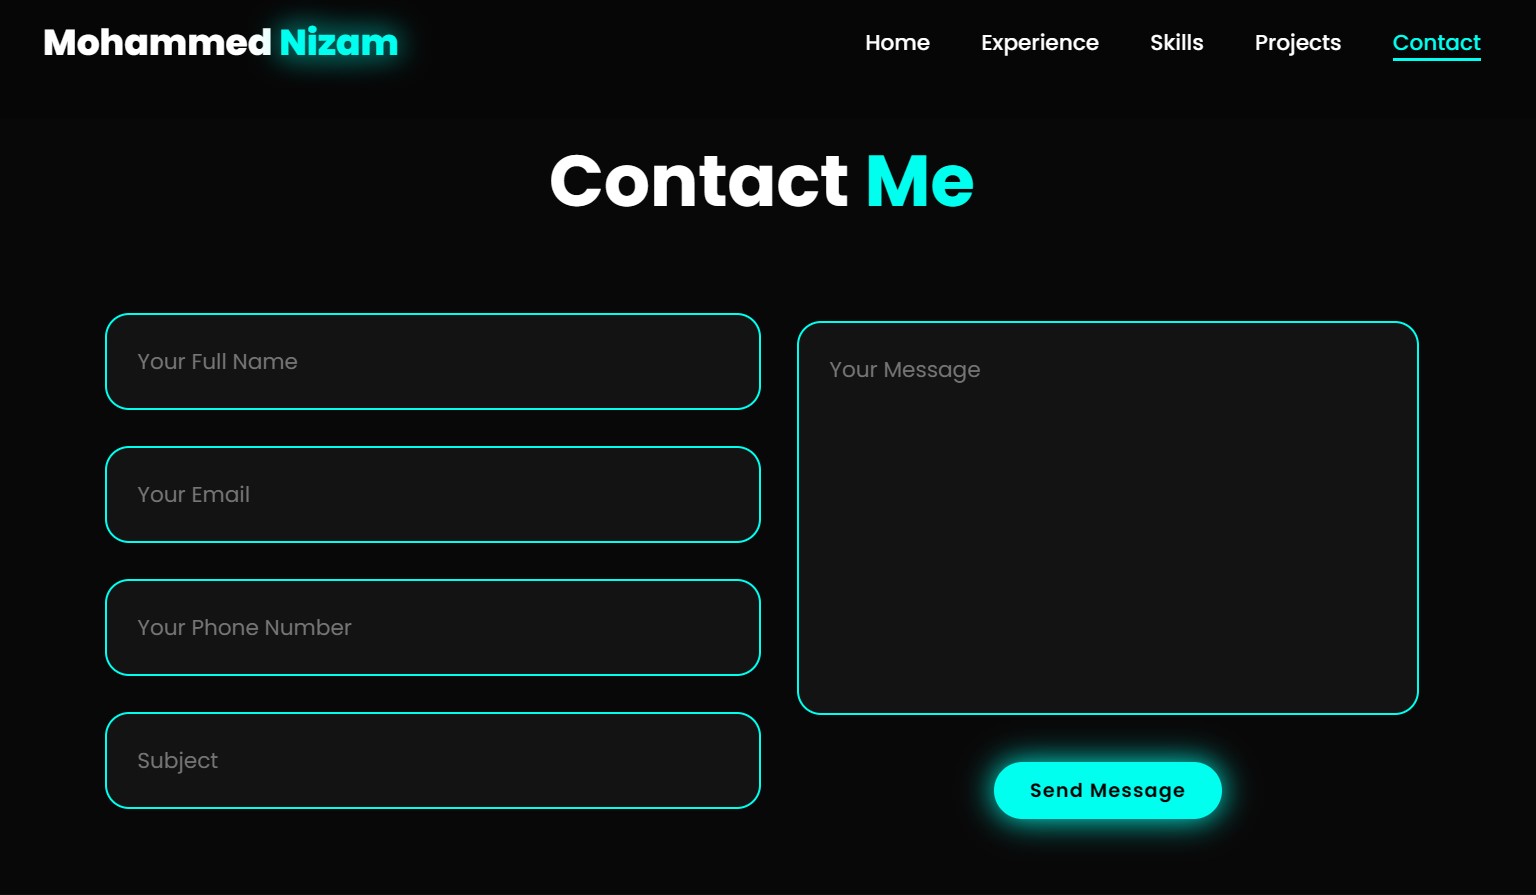 Mohammed Nizam
Home Experience Skills Projects Contact
Contact Me
Your Full Name
Your Email
Your Phone Number
Subject
Your Message
Send Message